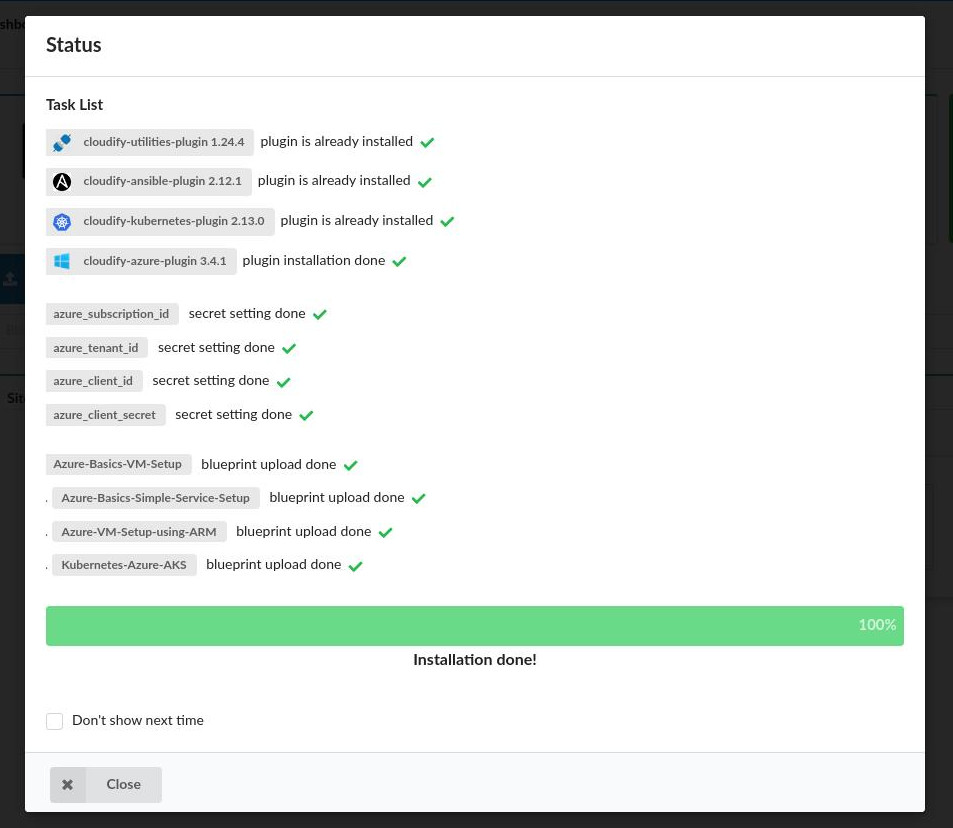 shbo
Status
Task List
cloudify-utilities-plugin 1.24.4 plugin is already installed
cloudify-ansible-plugin 2.12.1 plugin is already installed
cloudify-kubernetes-plugin 2.13.0 plugin is already installed
cloudify-azure-plugin 3.4.1 plugin installation done
azure_subscription_id secret setting done
azure_tenant_id secret setting done
azure_client_id secret setting done
Sit
azure_client_secret secret setting done
Azure-Basics-VM-Setup blueprint upload done
. Azure-Basics-Simple-Service-Setup blueprint upload done
. Azure-VM-Setup-using-ARM blueprint upload done
. Kubernetes-Azure-AKS blueprint upload done
100%
Installation done!
Don't show next time
Close